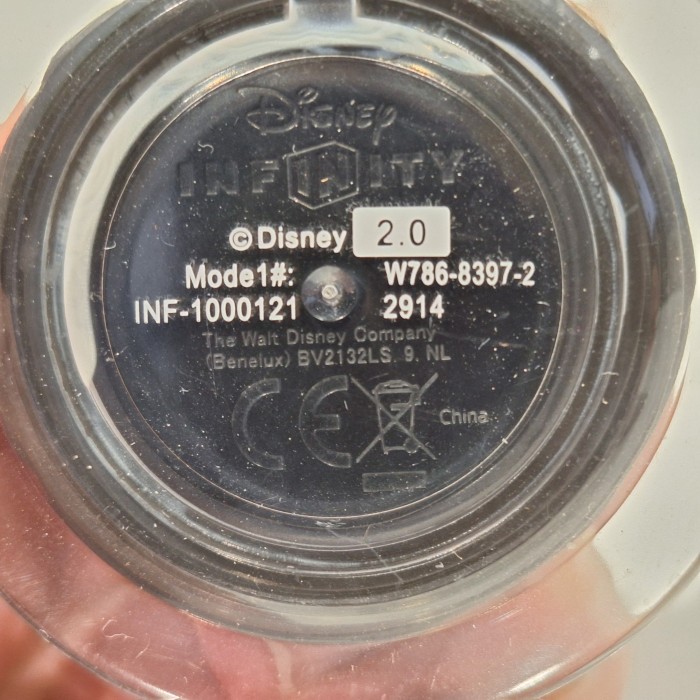 Disney
INFINITY
©Disney 2.0
Mode1#: W786-8397-2
INF-1000121 2914
The Walt Disney Company
(Benelux) BV2132LS. 9. NL
CE China